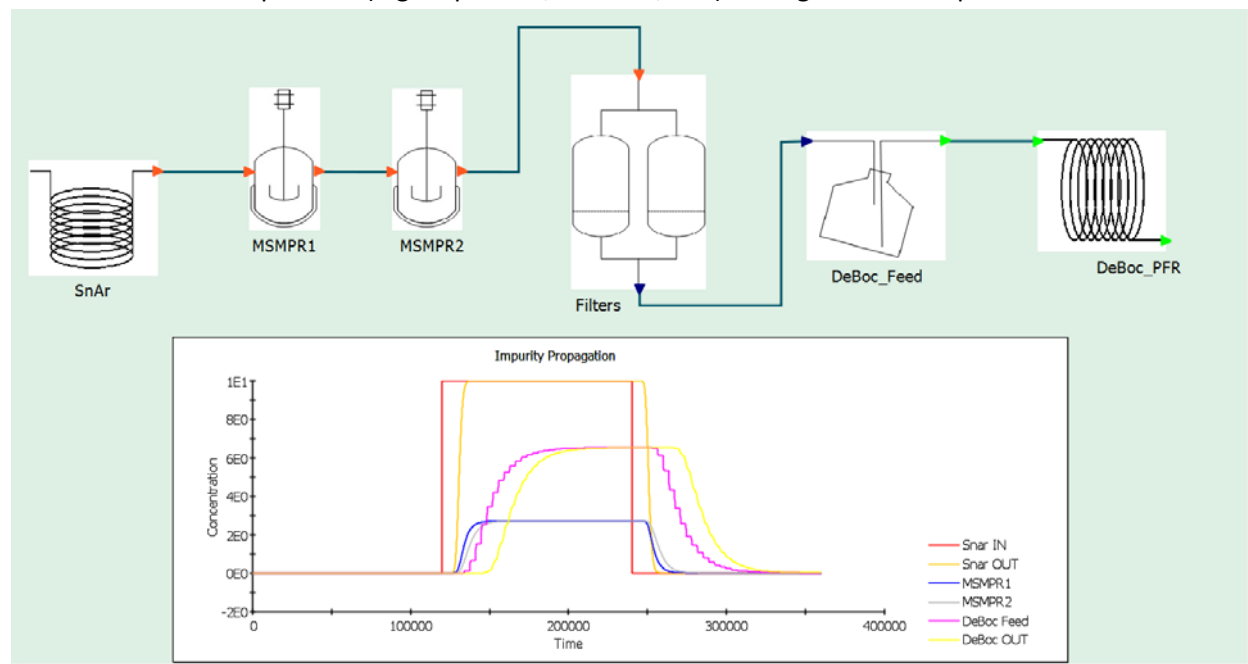 MSMPR1
MSMPR2
SnAr
Filters
DeBoc_Feed
DeBoc_PFR
Impurity Propagation
1E1
8E0
6E0
4E0
2E0
0E0
-2E0
Concentration
0
100000
200000
300000
400000
Time
Snar IN
Snar OUT
MSMPR1
MSMPR2
DeBoc Feed
DeBoc OUT